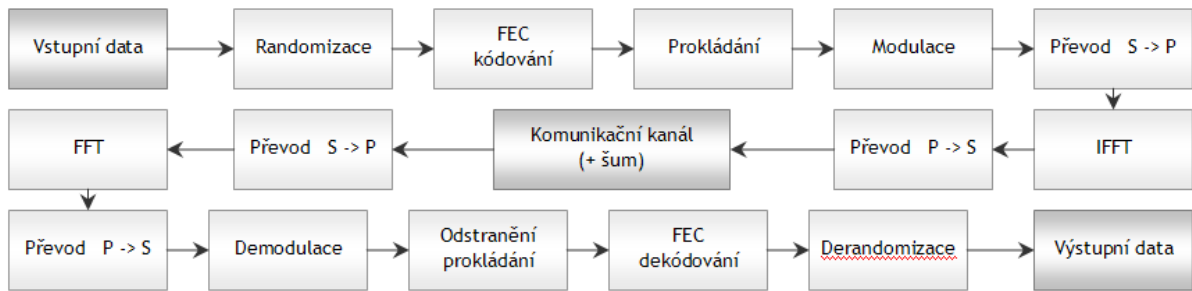 Vstupní data
Randomizace
FEC
kódování
Prokládání
Modulace
Převod S -> P
FFT
Převod S -> P
Komunikační kanál
(+ šum)
Převod P -> S
IFFT
Převod P -> S
Demodulace
Odstranění
prokládání
FEC
dekódování
Derandomizace
Výstupní data